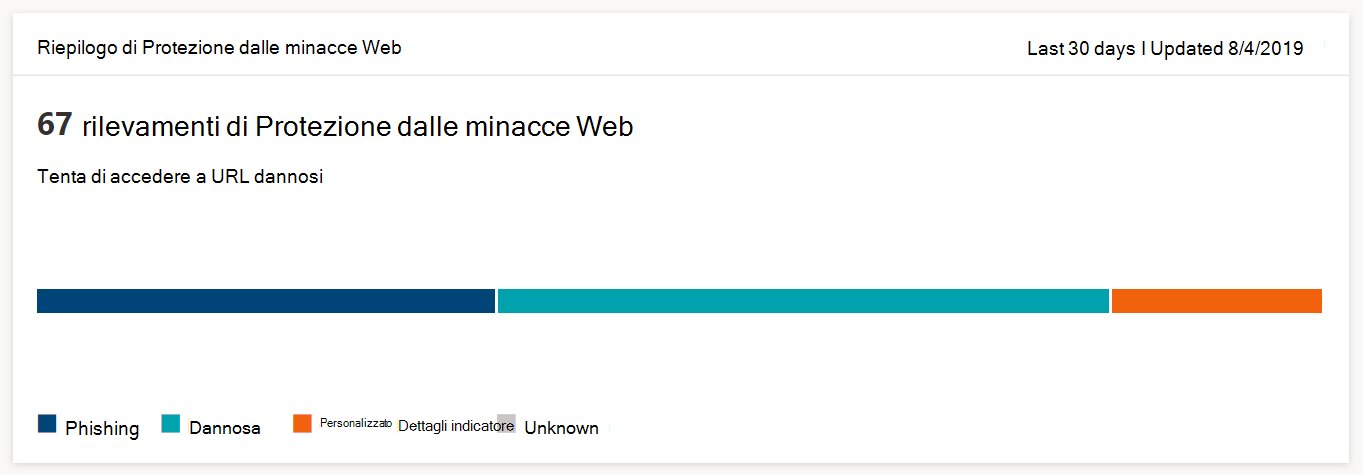 Riepilogo di Protezione dalle minacce Web
Last 30 days | Updated 8/4/2019
67 rilevamenti di Protezione dalle minacce Web
Tenta di accedere a URL dannosi
Phishing Dannosa Personalizzato Dettagli indicatore Unknown